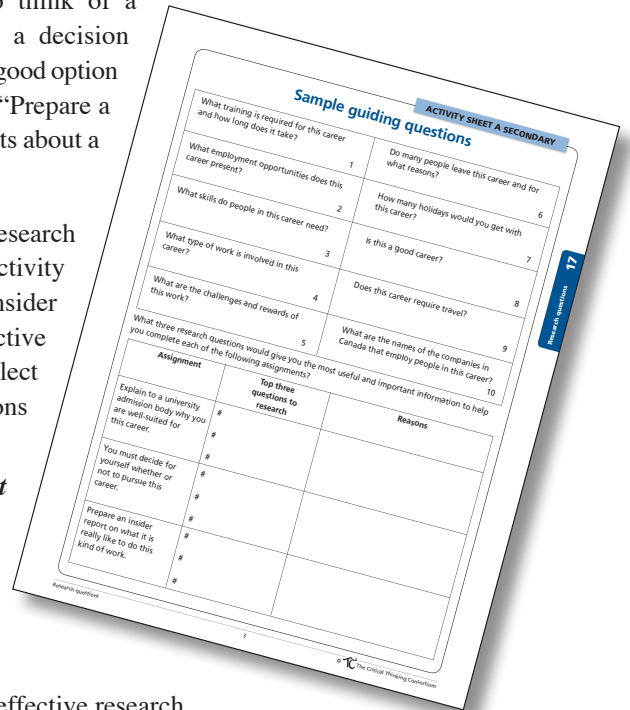 think of a
a decision
good option
“Prepare a
ts about a
esearch
ctivity
nsider
ctive
lect
ons
t
effective research
ACTIVITY SHEET A SECONDARY
Sample guiding questions
What training is required for this career
and how long does it take?
1
Do many people leave this career and for
what reasons?
6
What employment opportunities does this
career present?
2
How many holidays would you get with
this career?
7
What skills do people in this career need?
3
Is this a good career?
8
What type of work is involved in this
career?
4
Does this career require travel?
9
What are the challenges and rewards of
this work?
5
What are the names of the companies in
Canada that employ people in this career?
10
What three research questions would give you the most useful and important information to help
you complete each of the following assignments?
Assignment
Top three
questions to
research
Reasons
Explain to a university
admission body why you
are well-suited for
this career.
#
#
#
You must decide for
yourself whether or
not to pursue this
career.
#
#
#
Prepare an insider
report on what it is
really like to do this
kind of work.
#
#
#
Research questions
17
Research questions
3
© TC The Critical Thinking Consortium